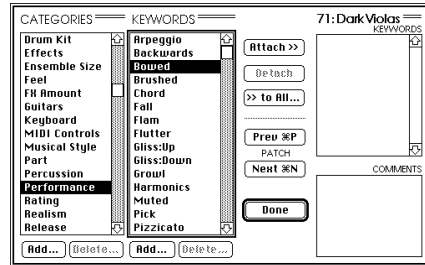 CATEGORIES
Drum Kit
Effects
Ensemble Size
Feel
FX Amount
Guitars
Keyboard
MIDI Controls
Musical Style
Part
Percussion
Performance
Rating
Realism
Release
Add...
Delete...
KEYWORDS
Arpeggio
Backwards
Bowed
Brushed
Chord
Fall
Flam
Flutter
Gliss:Up
Gliss:Down
Growl
Harmonics
Muted
Pick
Pizzicato
Add...
Delete...
Attach >>
Detach
>> to All...
Prev ⌘P
PATCH
Next ⌘N
Done
71: Dark Violas
KEYWORDS
COMMENTS